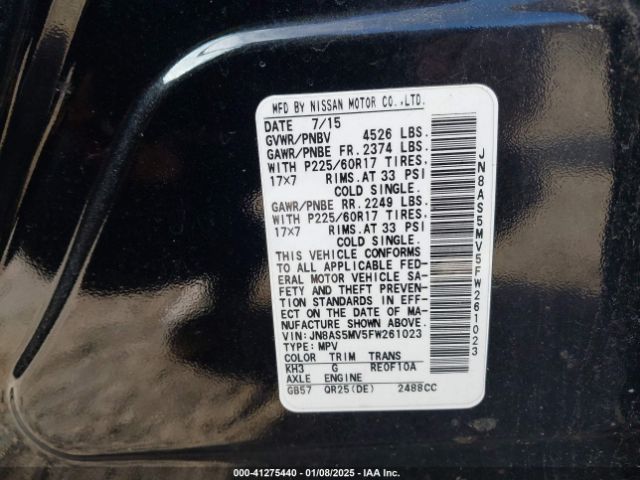 MFD BY NISSAN MOTOR CO.,LTD.
DATE 7/15
GVWR/PNBV 4526 LBS.
GAWR/PNBE FR. 2374 LBS.
WITH P225/60R17 TIRES,
17x7 RIMS.AT 33 PSI
COLD SINGLE.
GAWR/PNBE RR. 2249 LBS.
WITH P225/60R17 TIRES,
17x7 RIMS.AT 33 PSI
COLD SINGLE.
THIS VEHICLE CONFORMS
TO ALL APPLICABLE FED-
ERAL MOTOR VEHICLE SA-
FETY AND THEFT PREVEN-
TION STANDARDS IN EFF-
ECT ON THE DATE OF MA-
NUFACTURE SHOWN ABOVE.
VIN: JN8AS5MV5FW261023
TYPE: MPV
COLOR TRIM TRANS
KH3 G RE0F10A
AXLE ENGINE
GB57 QR25(DE) 2488CC
JN8AS5MV5FW261023
000-41275440 - 01/08/2025 - IAA Inc.